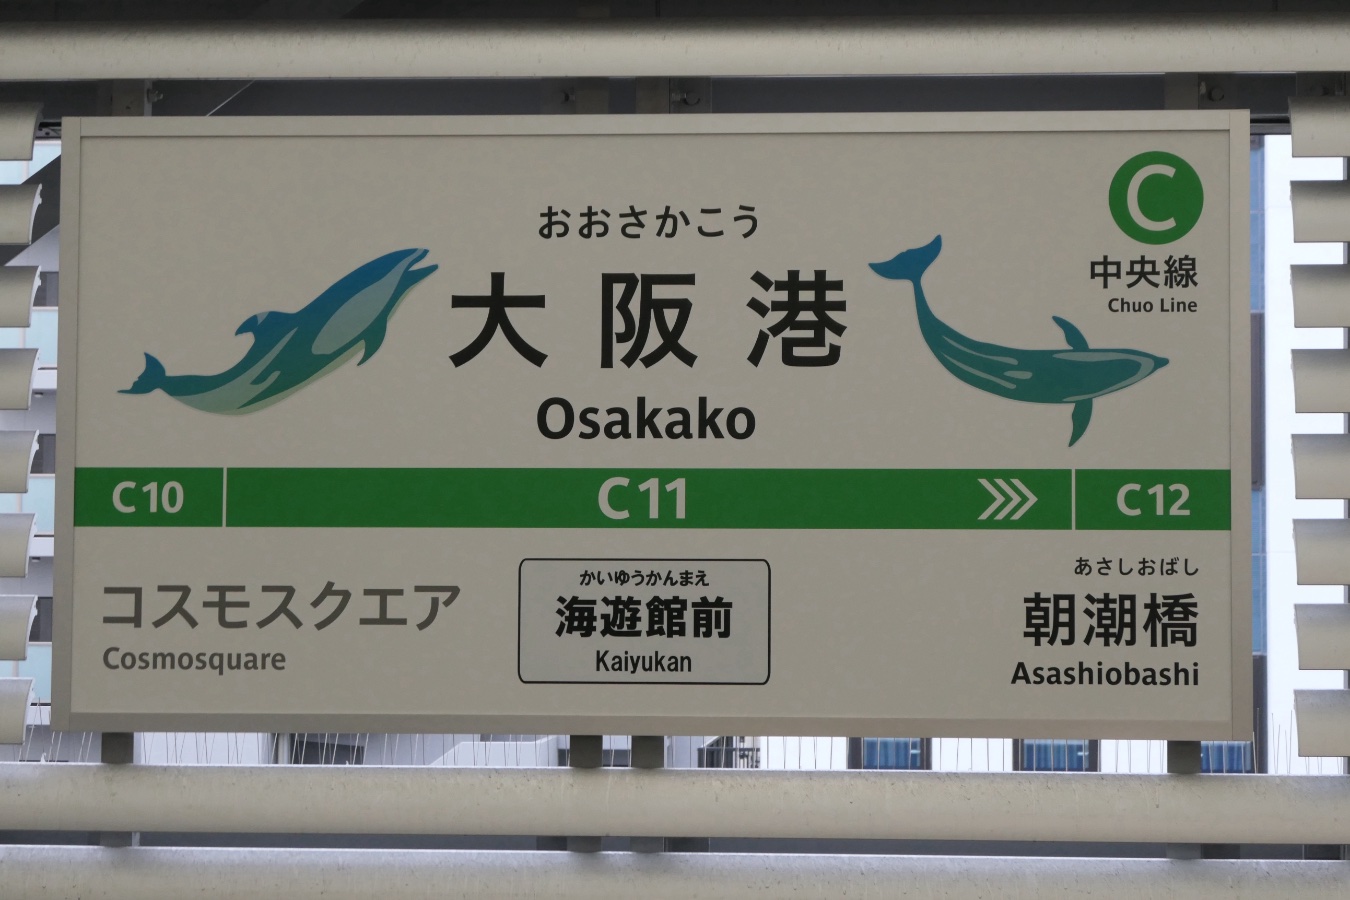 C
中央線
Chuo Line
おおさかこう
大阪港
Osakako
C10
C11
C12
コスモスクエア
Cosmosquare
かいゆうかんまえ
海遊館前
Kaiyukan
あさしおばし
朝潮橋
Asashiobashi